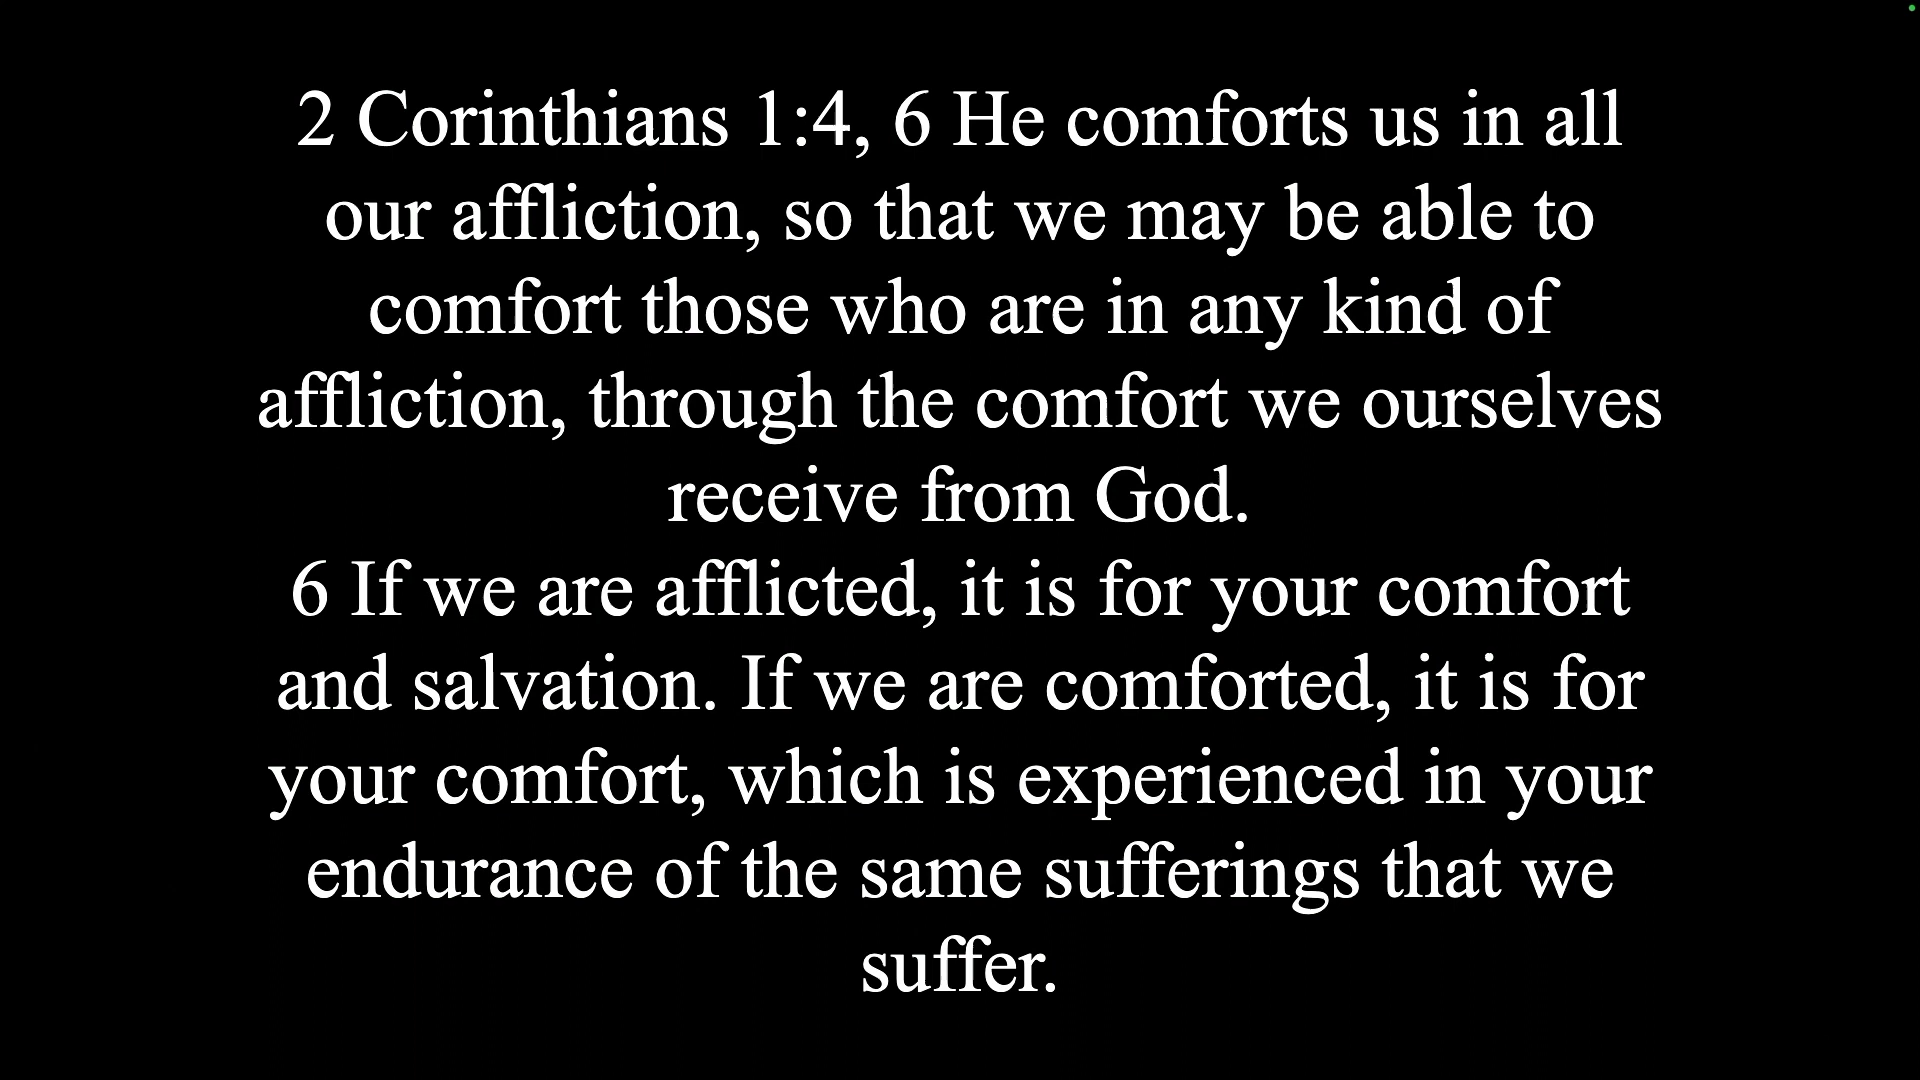 2 Corinthians 1:4, 6 He comforts us in all
our affliction, so that we may be able to
comfort those who are in any kind of
affliction, through the comfort we ourselves
receive from God.
6 If we are afflicted, it is for your comfort
and salvation. If we are comforted, it is for
your comfort, which is experienced in your
endurance of the same sufferings that we
suffer.